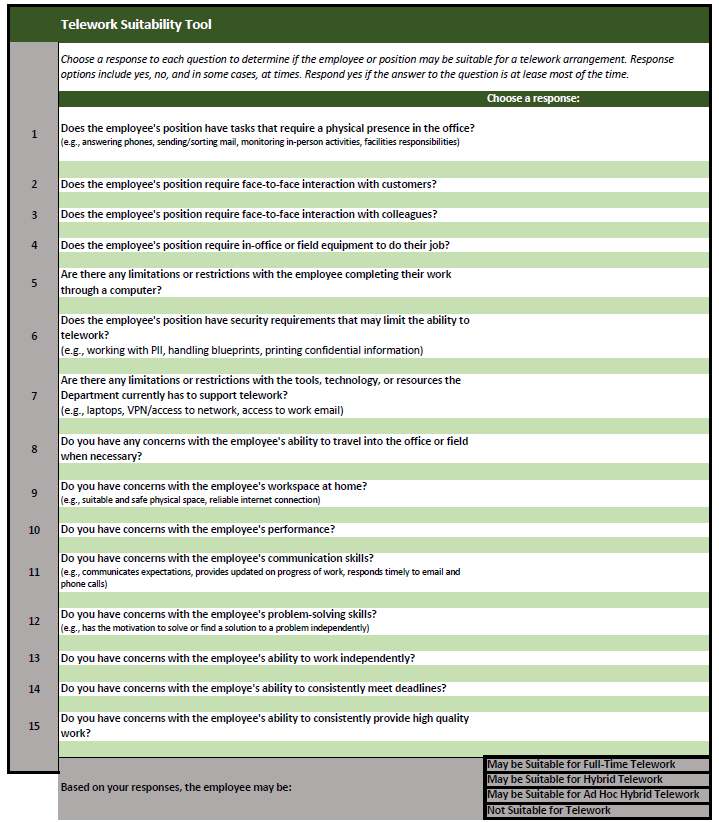 Telework Suitability Tool
Choose a response to each question to determine if the employee or position may be suitable for a telework arrangement. Response
options include yes, no, and in some cases, at times. Respond yes if the answer to the question is at lease most of the time.
Choose a response:
1
Does the employee's position have tasks that require a physical presence in the office?
(e.g., answering phones, sending/sorting mail, monitoring in-person activities, facilities responsibilities)
2
Does the employee's position require face-to-face interaction with customers?
3
Does the employee's position require face-to-face interaction with colleagues?
4
Does the employee's position require in-office or field equipment to do their job?
5
Are there any limitations or restrictions with the employee completing their work
through a computer?
6
Does the employee's position have security requirements that may limit the ability to
telework?
(e.g., working with PII, handling blueprints, printing confidential information)
7
Are there any limitations or restrictions with the tools, technology, or resources the
Department currently has to support telework?
(e.g., laptops, VPN/access to network, access to work email)
8
Do you have any concerns with the employee's ability to travel into the office or field
when necessary?
9
Do you have concerns with the employee's workspace at home?
(e.g., suitable and safe physical space, reliable internet connection)
10
Do you have concerns with the employee's performance?
11
Do you have concerns with the employee's communication skills?
(e.g., communicates expectations, provides updated on progress of work, responds timely to email and
phone calls)
12
Do you have concerns with the employee's problem-solving skills?
(e.g., has the motivation to solve or find a solution to a problem independently)
13
Do you have concerns with the employee's ability to work independently?
14
Do you have concerns with the employe's ability to consistently meet deadlines?
15
Do you have concerns with the employee's ability to consistently provide high quality
work?
Based on your responses, the employee may be:
May be Suitable for Full-Time Telework
May be Suitable for Hybrid Telework
May be Suitable for Ad Hoc Hybrid Telework
Not Suitable for Telework